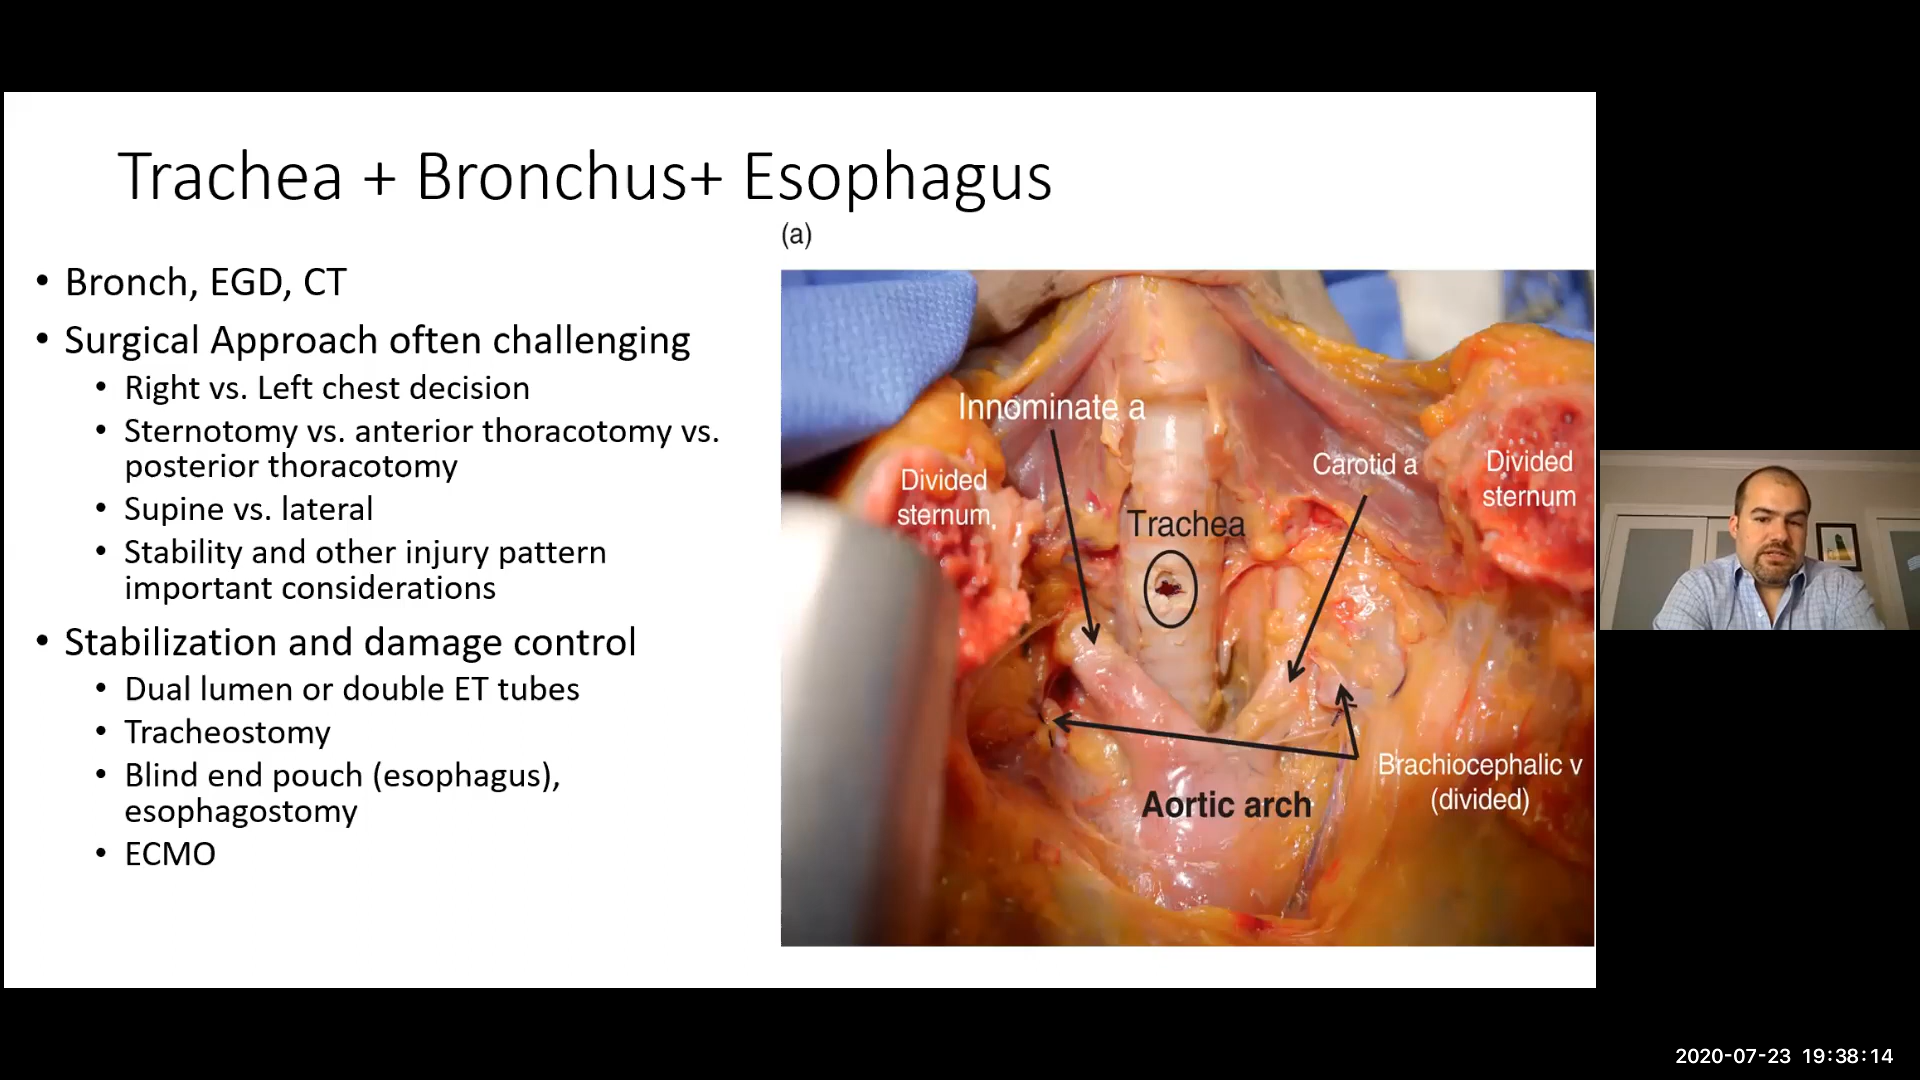 Trachea + Bronchus+ Esophagus
(a)
• Bronch, EGD, CT
• Surgical Approach often challenging
• Right vs. Left chest decision
• Sternotomy vs. anterior thoracotomy vs.
posterior thoracotomy
• Supine vs. lateral
• Stability and other injury pattern
important considerations
• Stabilization and damage control
• Dual lumen or double ET tubes
• Tracheostomy
• Blind end pouch (esophagus),
esophagostomy
• ECMO
Innominate a
Carotid a
Divided
sternum
Divided
sternum
Trachea
Brachiocephalic v
(divided)
Aortic arch
2020-07-23 19:38:14